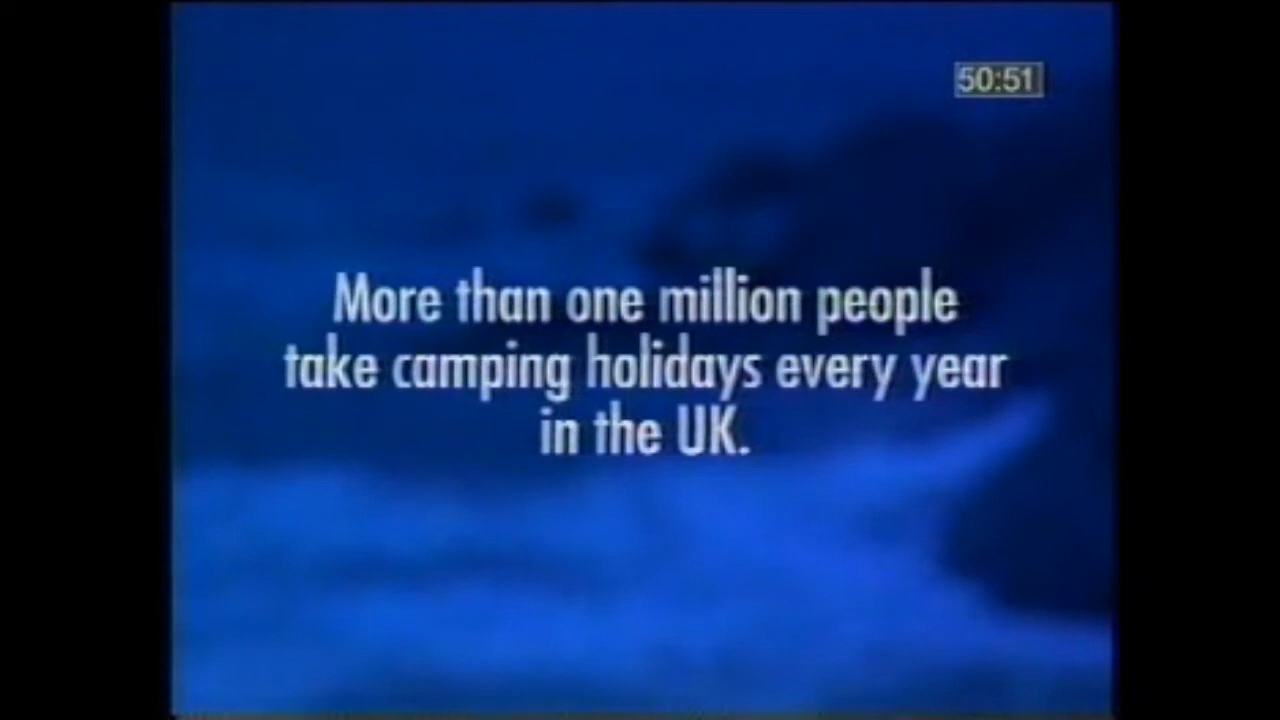 50:51
More than one million people
take camping holidays every year
in the UK.